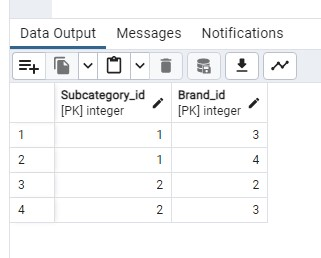 Data Output Messages Notifications
Subcategory_id Brand_id
[PK] integer [PK] integer
1 1 3
2 1 4
3 2 2
4 2 3